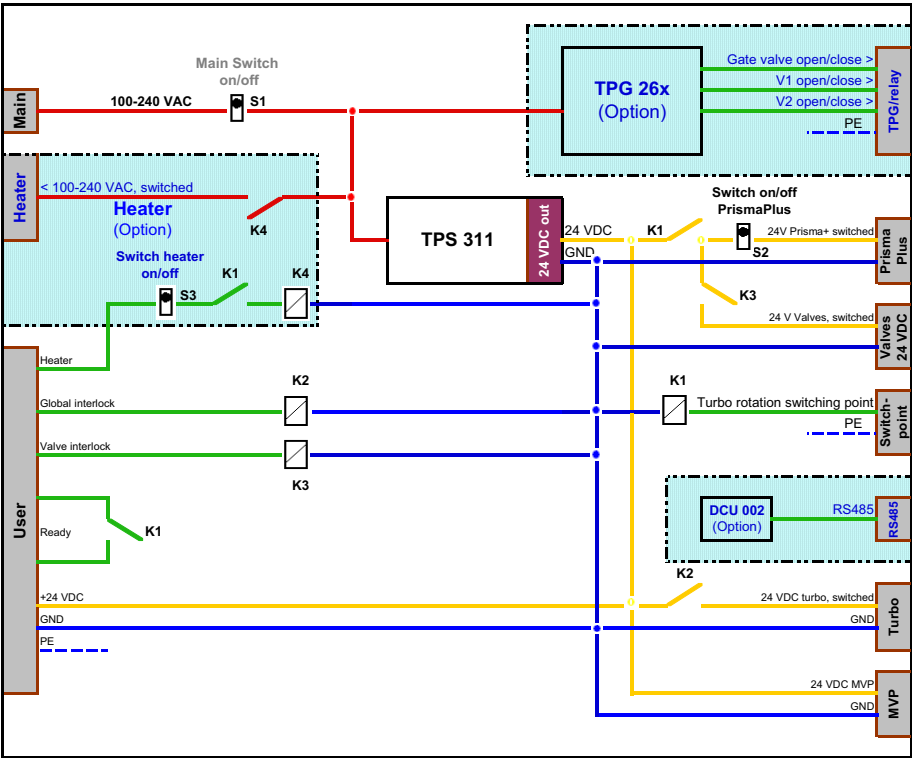 Main Switch
on/off
Main
100-240 VAC
S1
TPG 26x
(Option)
Gate valve open/close >
V1 open/close >
V2 open/close >
PE
TPG/relay
Heater
< 100-240 VAC, switched
Heater
(Option)
K4
Switch heater
on/off
S3
K1
K4
TPS 311
24 VDC out
24 VDC
GND
K1
Switch on/off
PrismaPlus
S2
24V Prisma+ switched
Prisma
Plus
K3
24 V Valves, switched
Valves
24 VDC
User
Heater
Global interlock
K2
Valve interlock
K3
K1
Turbo rotation switching point
PE
Switch-
point
Ready
K1
DCU 002
(Option)
RS485
RS485
+24 VDC
GND
PE
K2
24 VDC turbo, switched
GND
Turbo
24 VDC MVP
GND
MVP